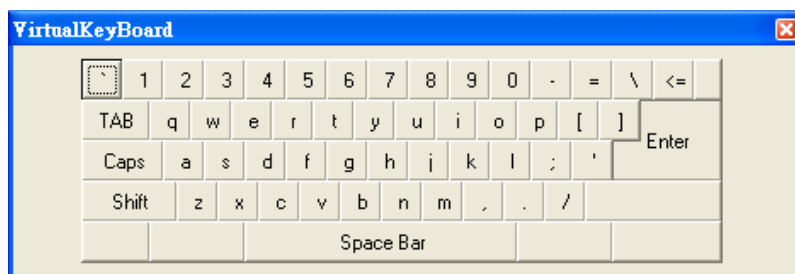 VirtualKeyBoard
` 1 2 3 4 5 6 7 8 9 0 - = \ <=
TAB q w e r t y u i o p [ ]
Enter
Caps a s d f g h j k l ; '
Shift z x c v b n m , . /
Space Bar